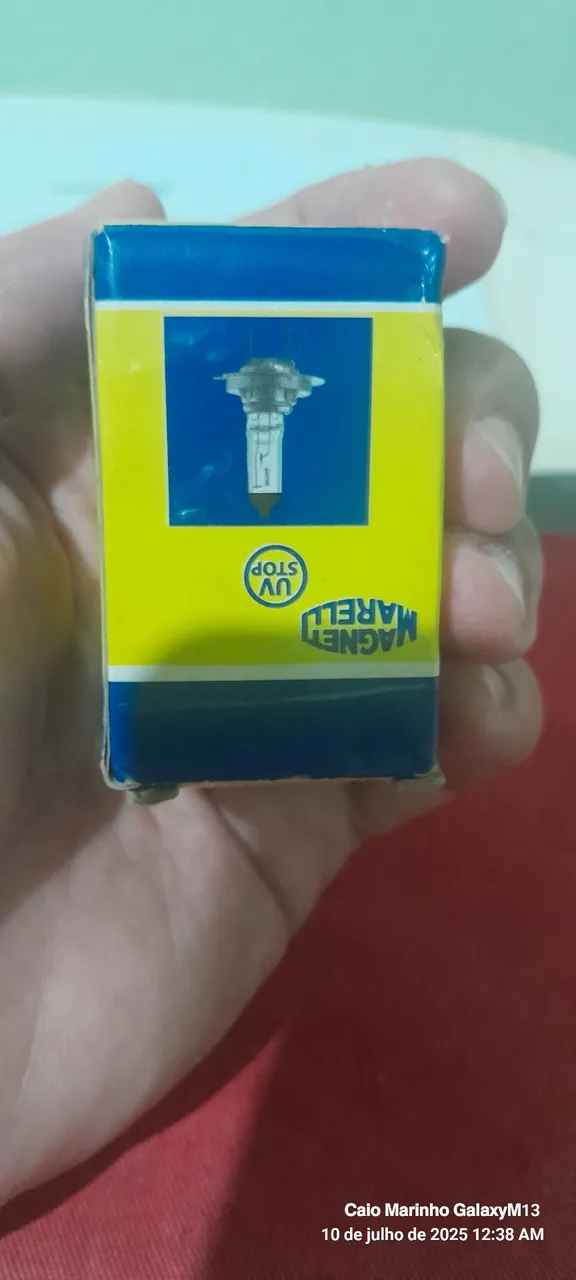 UV
STOP
MAGNETI
MARELLI
Caio Marinho GalaxyM13
10 de julho de 2025 12:38 AM